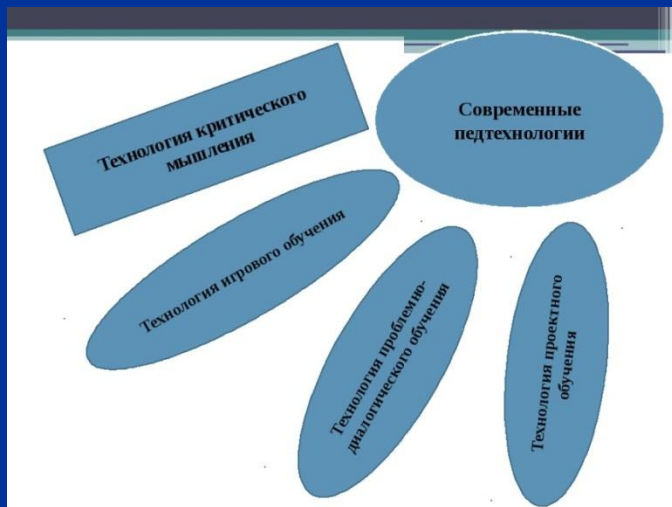 Современные
педтехнологии
Технология критического
мышления
Технология игрового обучения
Технология проблемно-
диалогического обучения
Технология проектного
обучения